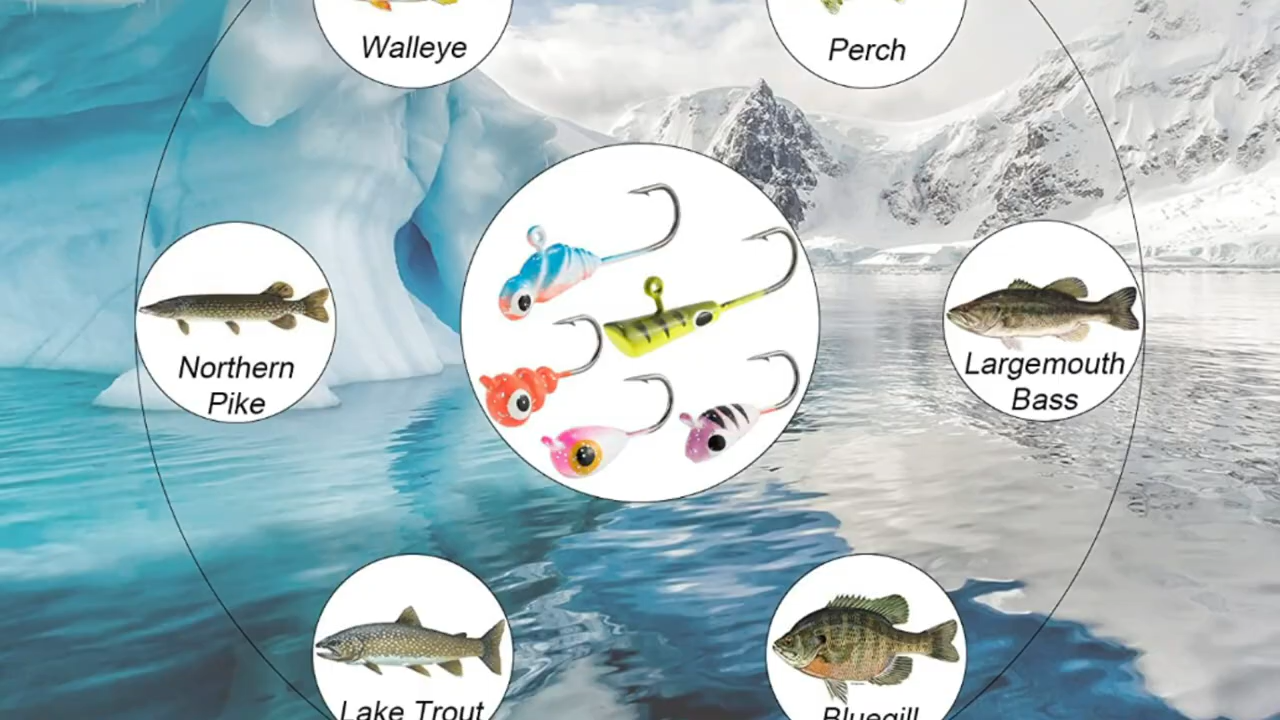 Walleye
Perch
Northern
Pike
Largemouth
Bass
Lake Trout
Bluegill